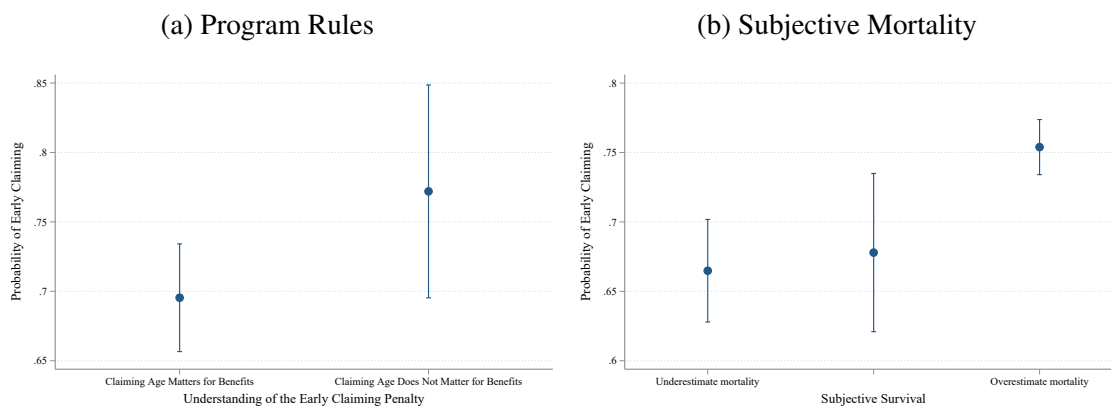 (a) Program Rules
.85
.8
.75
.7
.65
Probability of Early Claiming
Claiming Age Matters for Benefits
Claiming Age Does Not Matter for Benefits
Understanding of the Early Claiming Penalty
(b) Subjective Mortality
.8
.75
.7
.65
.6
Probability of Early Claiming
Underestimate mortality
Overestimate mortality
Subjective Survival